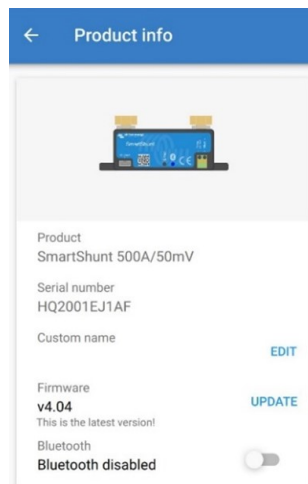 Product info
SmartShunt
Product
SmartShunt 500A/50mV
Serial number
HQ2001EJ1AF
Custom name
EDIT
Firmware
v4.04
UPDATE
This is the latest version!
Bluetooth
Bluetooth disabled